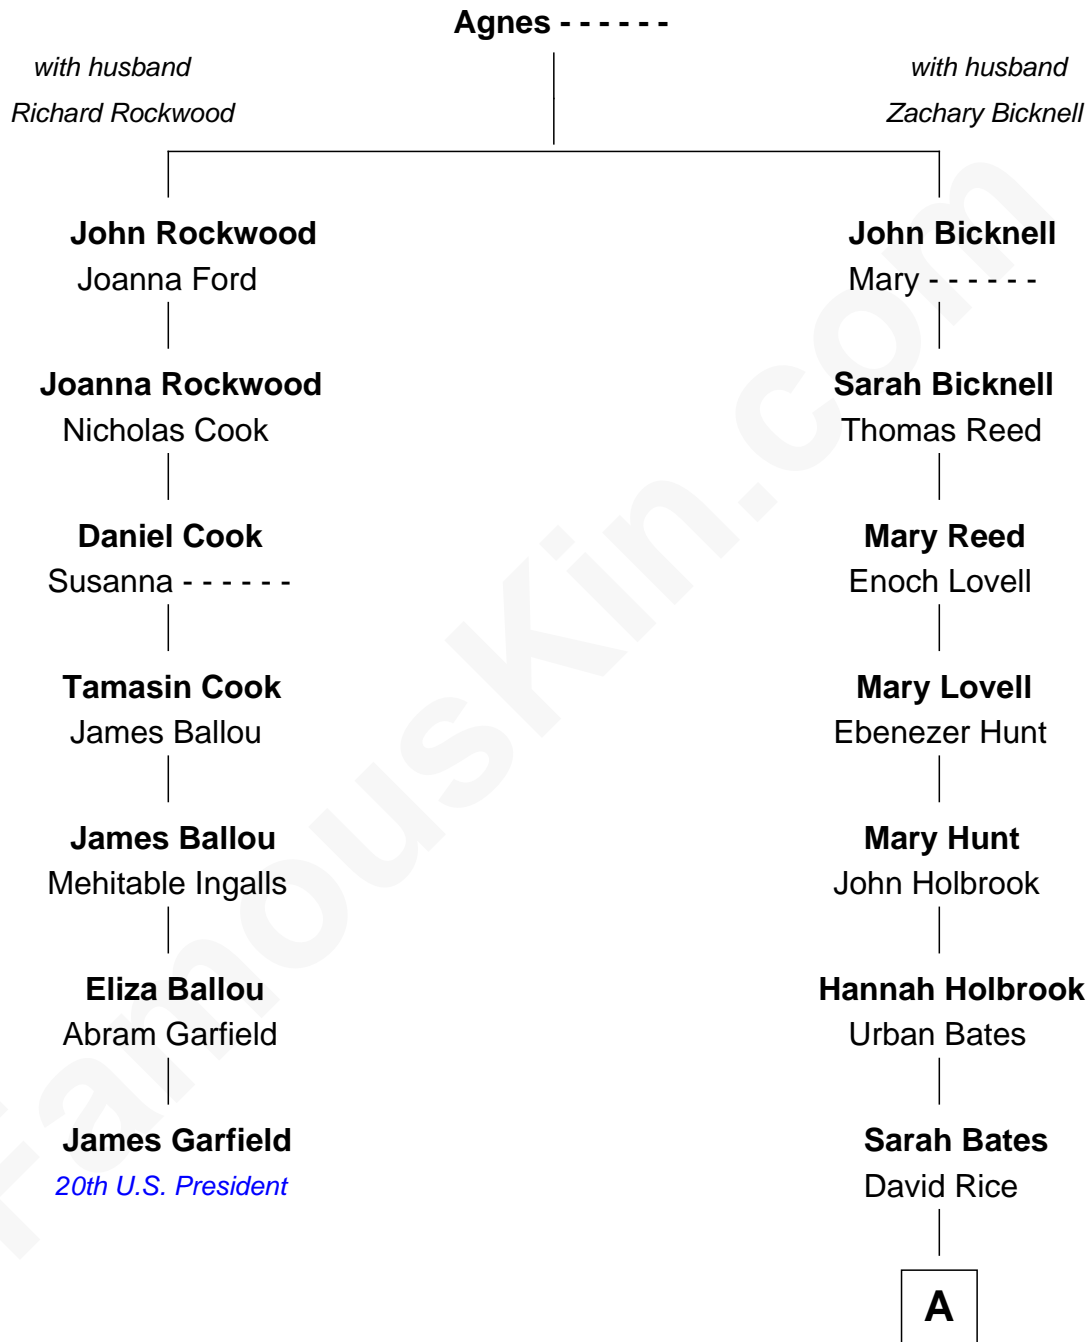 Agnes - - - - - -
with husband
Richard Rockwood
with husband
Zachary Bicknell
John Rockwood
Joanna Ford
John Bicknell
Mary - - - - - -
Joanna Rockwood
Nicholas Cook
Sarah Bicknell
Thomas Reed
Daniel Cook
Susanna - - - - - -
Mary Reed
Enoch Lovell
Tamasin Cook
James Ballou
Mary Lovell
Ebenezer Hunt
James Ballou
Mehitable Ingalls
Mary Hunt
John Holbrook
Eliza Ballou
Abram Garfield
Hannah Holbrook
Urban Bates
James Garfield
20th U.S. President
Sarah Bates
David Rice
A
FamousKin.com